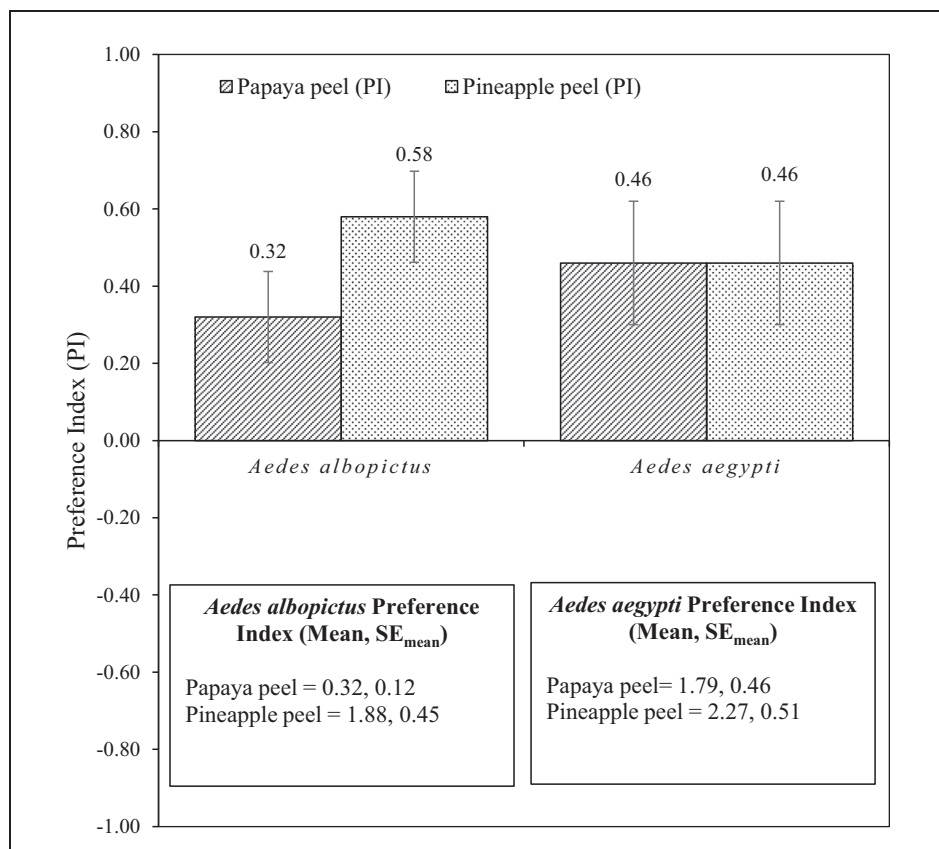 1.00
Papaya peel (PI) Pineapple peel (PI)
0.80
0.60
0.40
0.20
0.00
-0.20
-0.40
-0.60
-0.80
-1.00
Preference Index (PI)
0.32
0.58
0.46
0.46
Aedes albopictus
Aedes aegypti
Aedes albopictus Preference
Index (Mean, SEmean)
Papaya peel = 0.32, 0.12
Pineapple peel = 1.88, 0.45
Aedes aegypti Preference Index
(Mean, SEmean)
Papaya peel= 1.79, 0.46
Pineapple peel = 2.27, 0.51